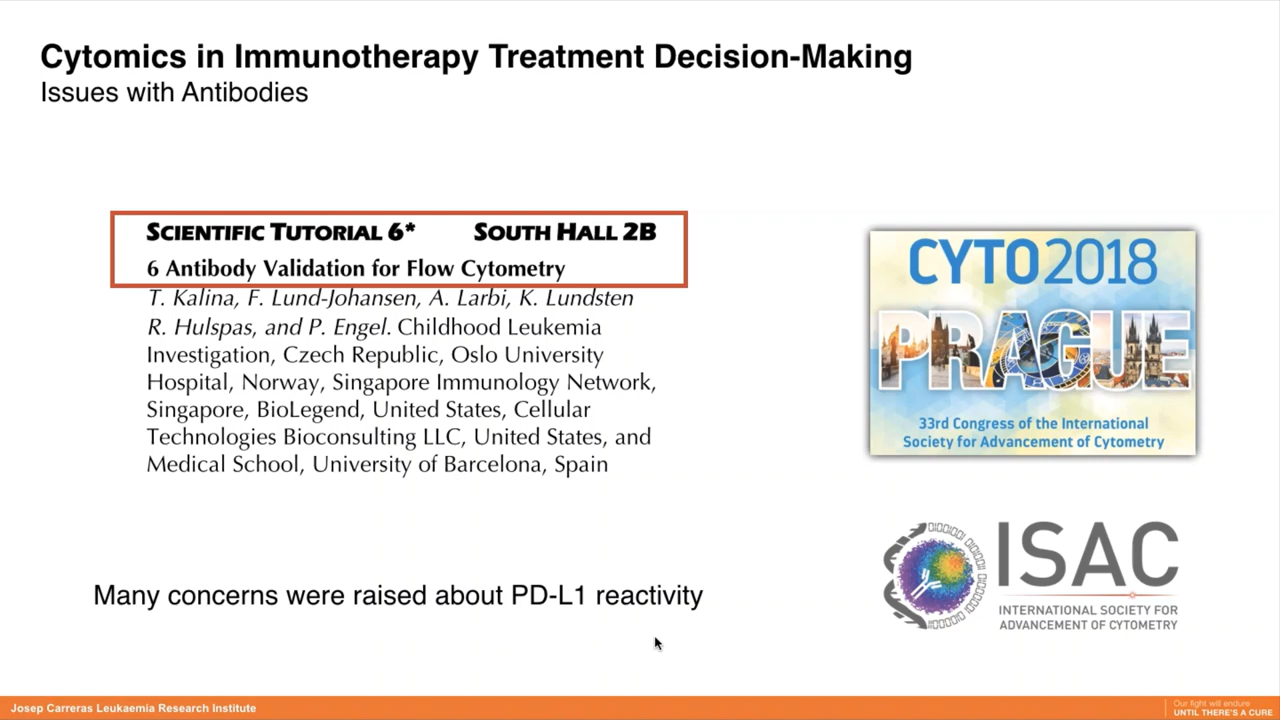 Cytomics in Immunotherapy Treatment Decision-Making
Issues with Antibodies
SCIENTIFIC TUTORIAL 6* SOUTH HALL 2B
6 Antibody Validation for Flow Cytometry
T. Kalina, F. Lund-Johansen, A. Larbi, K. Lundsten
R. Hulspas, and P. Engel. Childhood Leukemia
Investigation, Czech Republic, Oslo University
Hospital, Norway, Singapore Immunology Network,
Singapore, BioLegend, United States, Cellular
Technologies Bioconsulting LLC, United States, and
Medical School, University of Barcelona, Spain
CYTO2018
PRAGUE
33rd Congress of the International
Society for Advancement of Cytometry
ISAC
INTERNATIONAL SOCIETY FOR
ADVANCEMENT OF CYTOMETRY
Many concerns were raised about PD-L1 reactivity
Josep Carreras Leukaemia Research Institute
Our fight will endure
UNTIL THERE'S A CURE